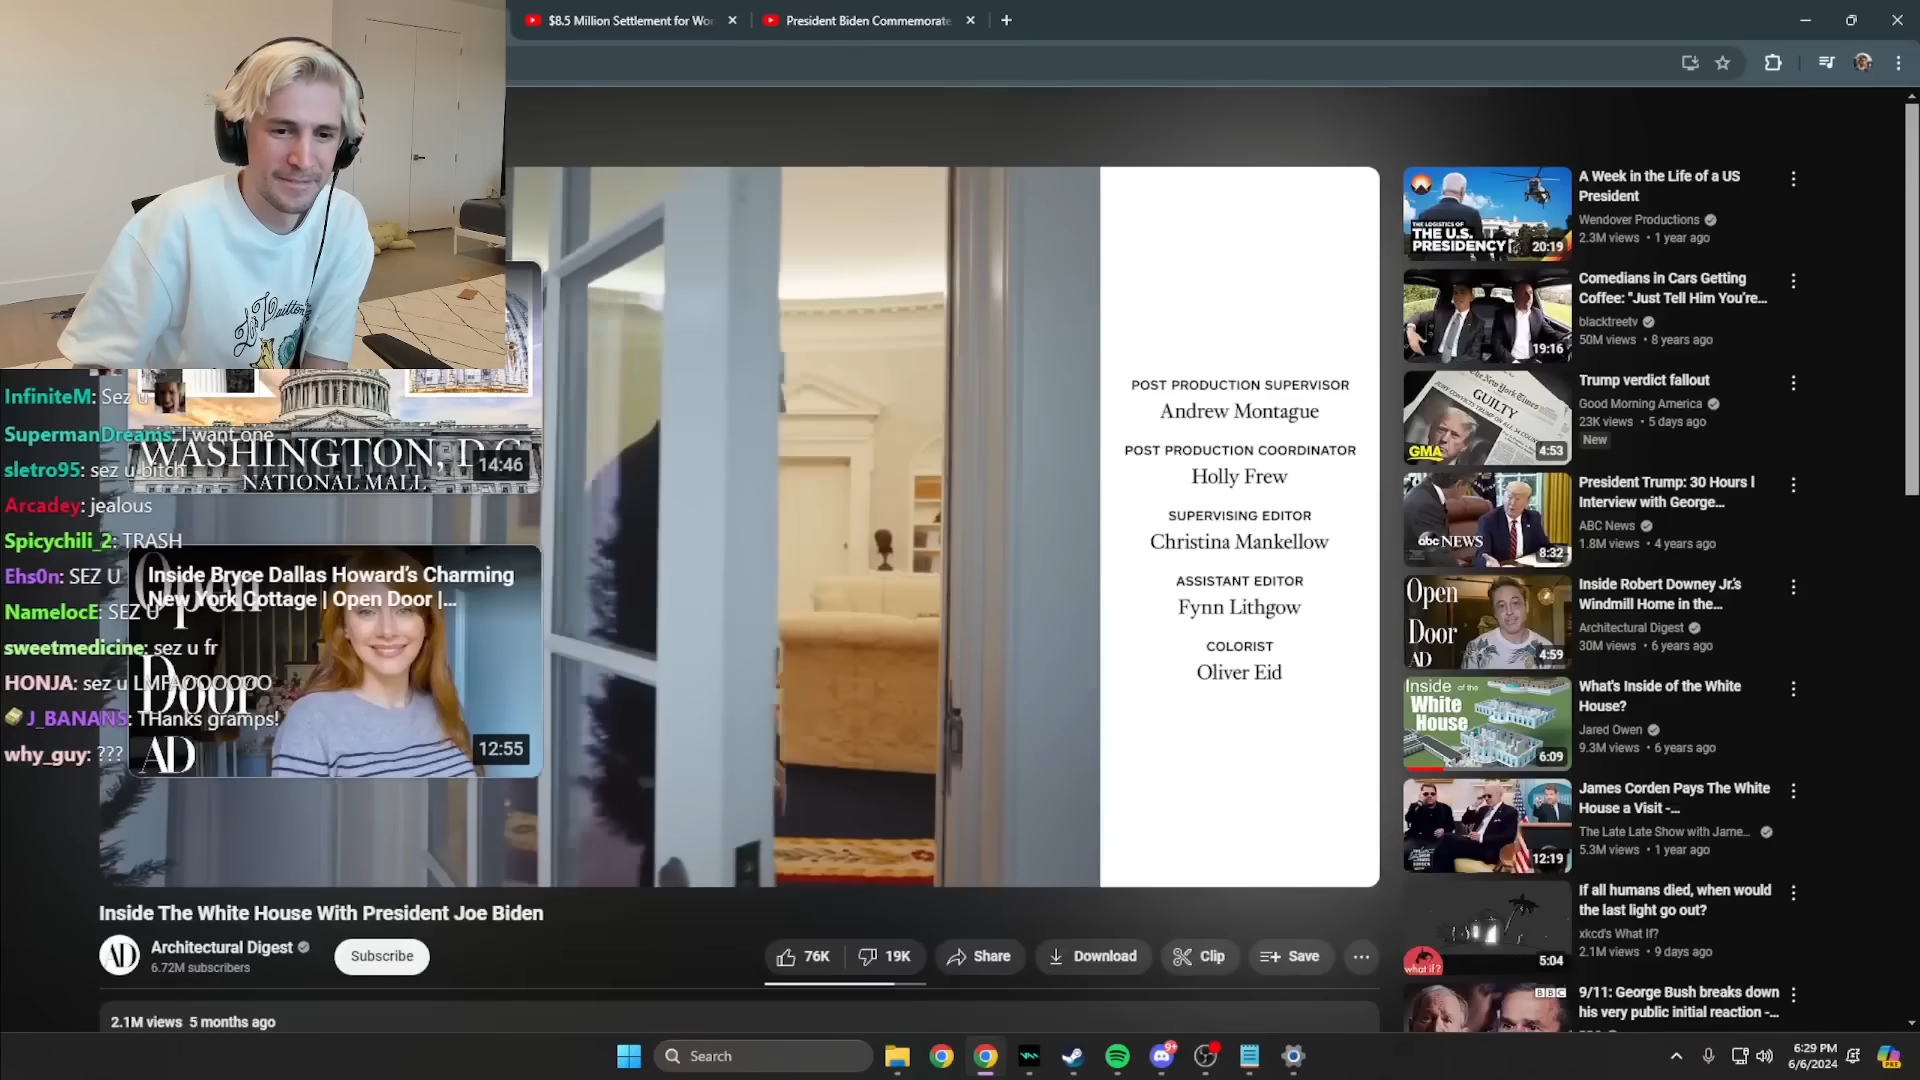 $8.5 Million Settlement for Wo
President Biden Commemorate
InfiniteM: Sez u
SupermanDreams: I want one
sletro95: sez u bitch
Arcadey: jealous
Spicychili_2: TRASH
Ehs0n: SEZ U
NamelocE: SEZ U
sweetmedicine: sez u fr
HONJA: sez u LMFAOOOOOO
J_BANANS: THanks gramps!
why_guy: ???
WASHINGTON, D.C.
NATIONAL MALL
14:46
Inside Bryce Dallas Howard's Charming
New York Cottage | Open Door |...
Open
Door
AD
12:55
POST PRODUCTION SUPERVISOR
Andrew Montague
POST PRODUCTION COORDINATOR
Holly Frew
SUPERVISING EDITOR
Christina Mankellow
ASSISTANT EDITOR
Fynn Lithgow
COLORIST
Oliver Eid
Inside The White House With President Joe Biden
AD
Architectural Digest
6.72M subscribers
Subscribe
76K
19K
Share
Download
Clip
Save
2.1M views 5 months ago
THE LOGISTICS OF
THE U.S.
PRESIDENCY
20:19
A Week in the Life of a US
President
Wendover Productions
2.3M views • 1 year ago
19:16
Comedians in Cars Getting
Coffee: "Just Tell Him You're...
blacktreetv
50M views • 8 years ago
The New York Times
GUILTY
GMA
4:53
Trump verdict fallout
Good Morning America
23K views • 5 days ago
New
abc NEWS
8:32
President Trump: 30 Hours l
Interview with George...
ABC News
1.8M views • 4 years ago
Open
Door
AD
4:59
Inside Robert Downey Jr.'s
Windmill Home in the...
Architectural Digest
30M views • 6 years ago
Inside of the
White
House
6:09
What's Inside of the White
House?
Jared Owen
9.3M views • 6 years ago
12:19
James Corden Pays The White
House a Visit -...
The Late Late Show with Jame...
5.3M views • 1 year ago
what if?
5:04
If all humans died, when would
the last light go out?
xkcd's What If?
2.1M views • 9 days ago
BBC
9/11: George Bush breaks down
his very public initial reaction -...
Search
9+
6:29 PM
6/6/2024